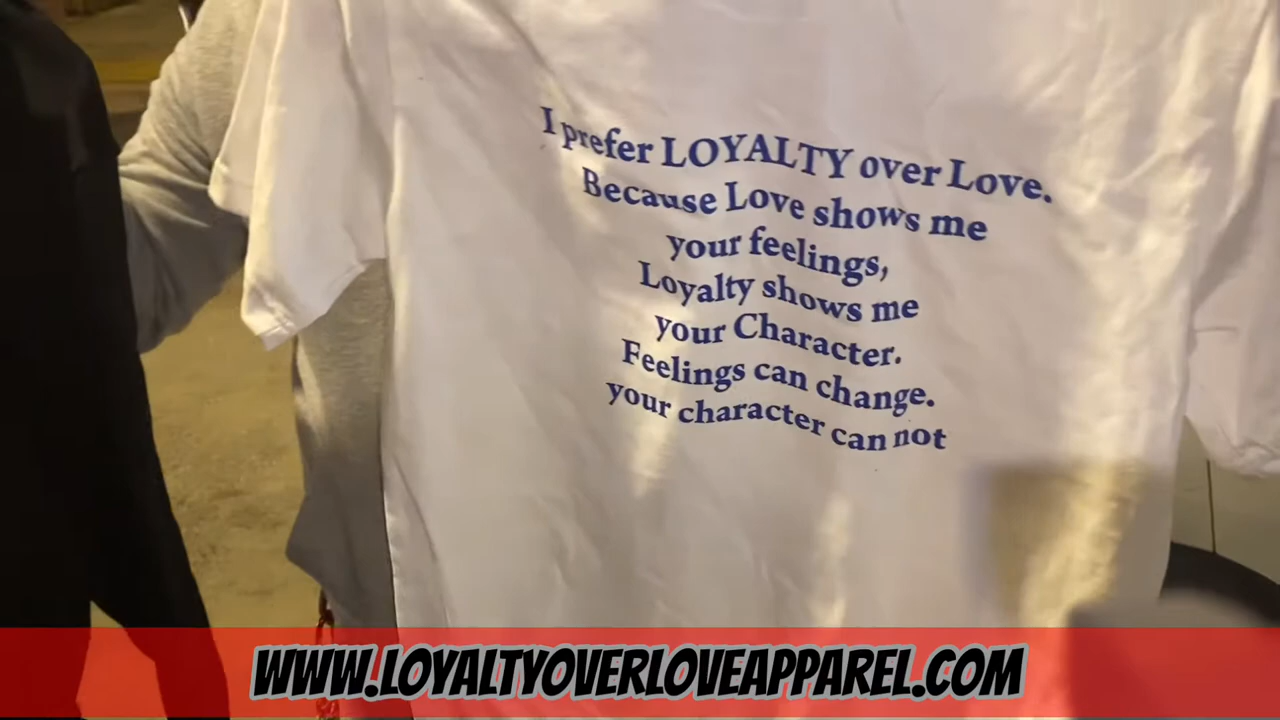 I prefer LOYALTY over Love.
Because Love shows me
your feelings,
Loyalty shows me
your Character.
Feelings can change.
your character can not
WWW.LOYALTYOVERLOVEAPPAREL.COM